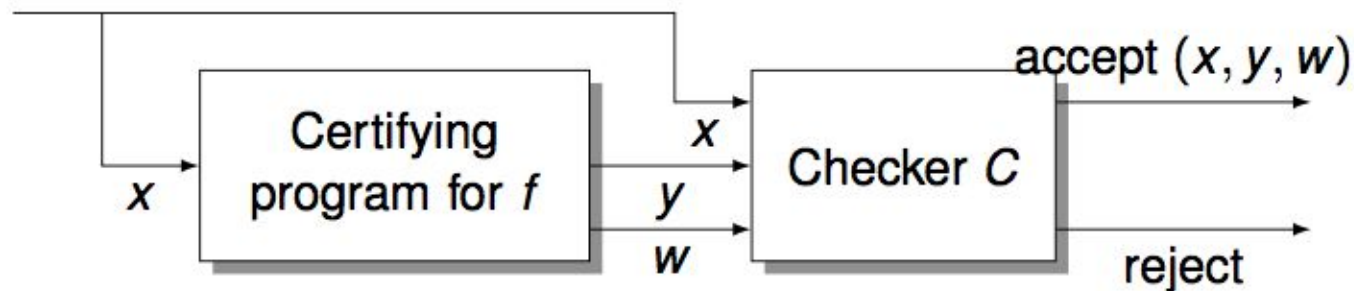 accept (x, y, w)
Certifying
program for f
x
x
y
w
Checker C
reject